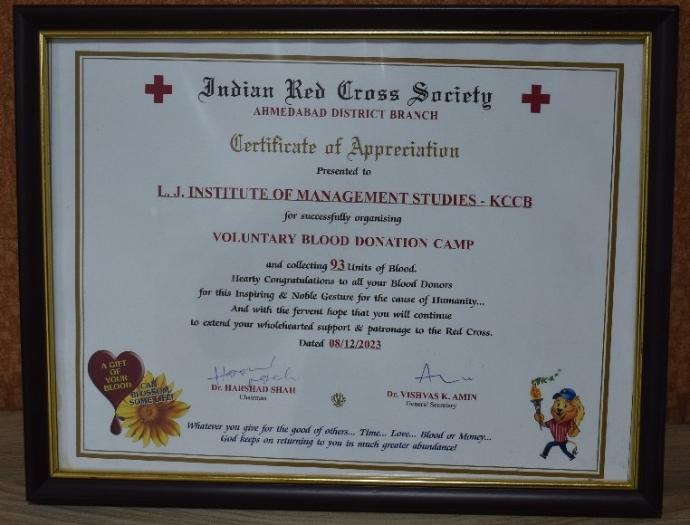 Indian Red Cross Society
AHMEDABAD DISTRICT BRANCH
Certificate of Appreciation
Presented to
L. J. INSTITUTE OF MANAGEMENT STUDIES - KCCB
for successfully organising
VOLUNTARY BLOOD DONATION CAMP
and collecting 93 Units of Blood.
Hearty Congratulations to all your Blood Donors
for this Inspiring & Noble Gesture for the cause of Humanity...
And with the fervent hope that you will continue
to extend your wholehearted support & patronage to the Red Cross.
Dated 08/12/2023
A GIFT
OF
YOUR
BLOOD
CAN
BLOSSOM
SOME LIFE!
Dr. HARSHAD SHAH
Chairman
Dr. VISHVAS K. AMIN
General Secretary
Whatever you give for the good of others... Time... Love... Blood or Money...
God keeps on returning to you in much greater abundance!